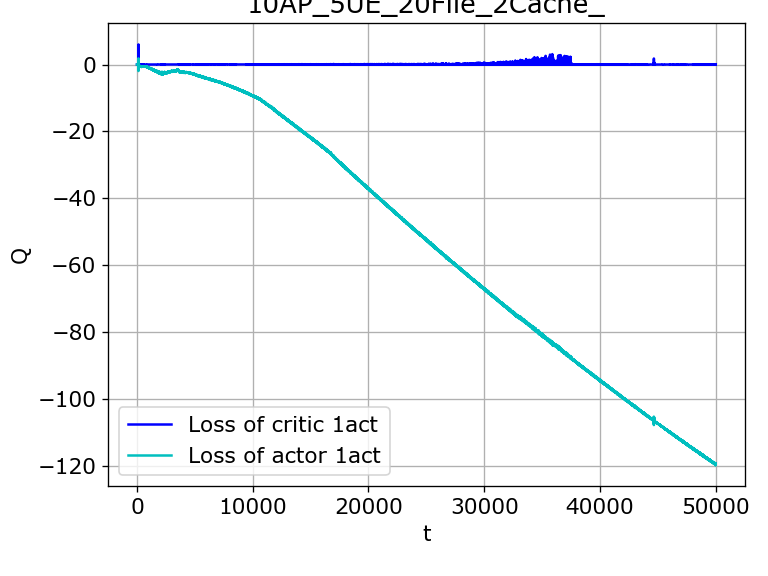 10AP_5UE_20File_2Cache_
0
−20
−40
−60
−80
−100
−120
Q
Loss of critic 1act
Loss of actor 1act
0 10000 20000 30000 40000 50000
t